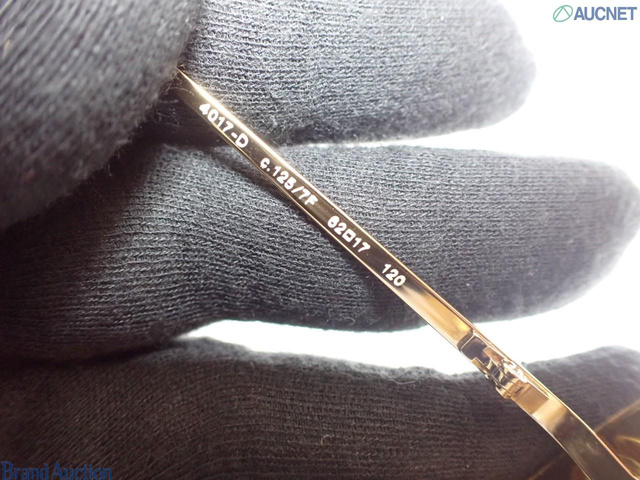 AUCNET
4017-D c.125/7F 62□17 120
Brand Auction